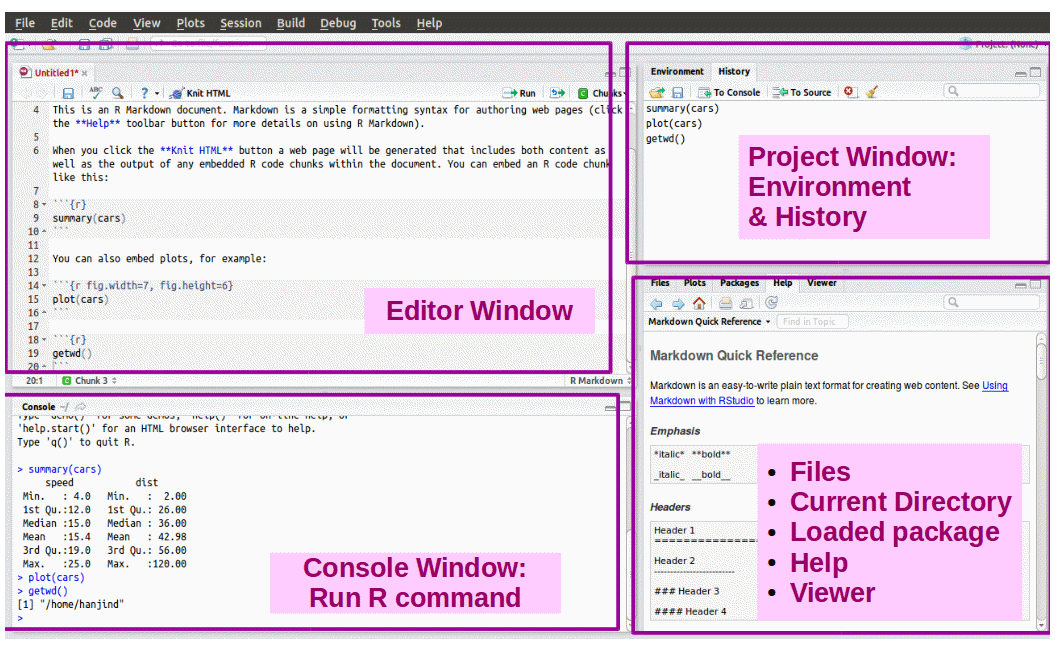 File Edit Code View Plots Session Build Debug Tools Help
Project: (None)
Untitled1* ×
ABC ? Knit HTML Run Chunks
4 This is an R Markdown document. Markdown is a simple formatting syntax for authoring web pages (click
the **Help** toolbar button for more details on using R Markdown).
5
6 When you click the **Knit HTML** button a web page will be generated that includes both content as
well as the output of any embedded R code chunks within the document. You can embed an R code chunk
like this:
7
8 ```{r}
9 summary(cars)
10 ```
11
12 You can also embed plots, for example:
13
14 ```{r fig.width=7, fig.height=6}
15 plot(cars)
16 ```
17
18 ```{r}
19 getwd()
20 ```
20:1 Chunk 3 R Markdown
Editor Window
Environment History
To Console To Source
summary(cars)
plot(cars)
getwd()
Project Window:
Environment
& History
Console ~/
Type 'demo()' for some demos, 'help()' for on-line help, or
'help.start()' for an HTML browser interface to help.
Type 'q()' to quit R.
> summary(cars)
speed dist
Min. : 4.0 Min. : 2.00
1st Qu.:12.0 1st Qu.: 26.00
Median :15.0 Median : 36.00
Mean :15.4 Mean : 42.98
3rd Qu.:19.0 3rd Qu.: 56.00
Max. :25.0 Max. :120.00
> plot(cars)
> getwd()
[1] "/home/hanjind"
>
Console Window:
Run R command
Files Plots Packages Help Viewer
Markdown Quick Reference Find in Topic
Markdown Quick Reference
Markdown is an easy-to-write plain text format for creating web content. See Using
Markdown with RStudio to learn more.
Emphasis
*italic* **bold**
_italic_ __bold__
Headers
Header 1
================
Header 2
------------------------
### Header 3
#### Header 4
• Files
• Current Directory
• Loaded package
• Help
• Viewer